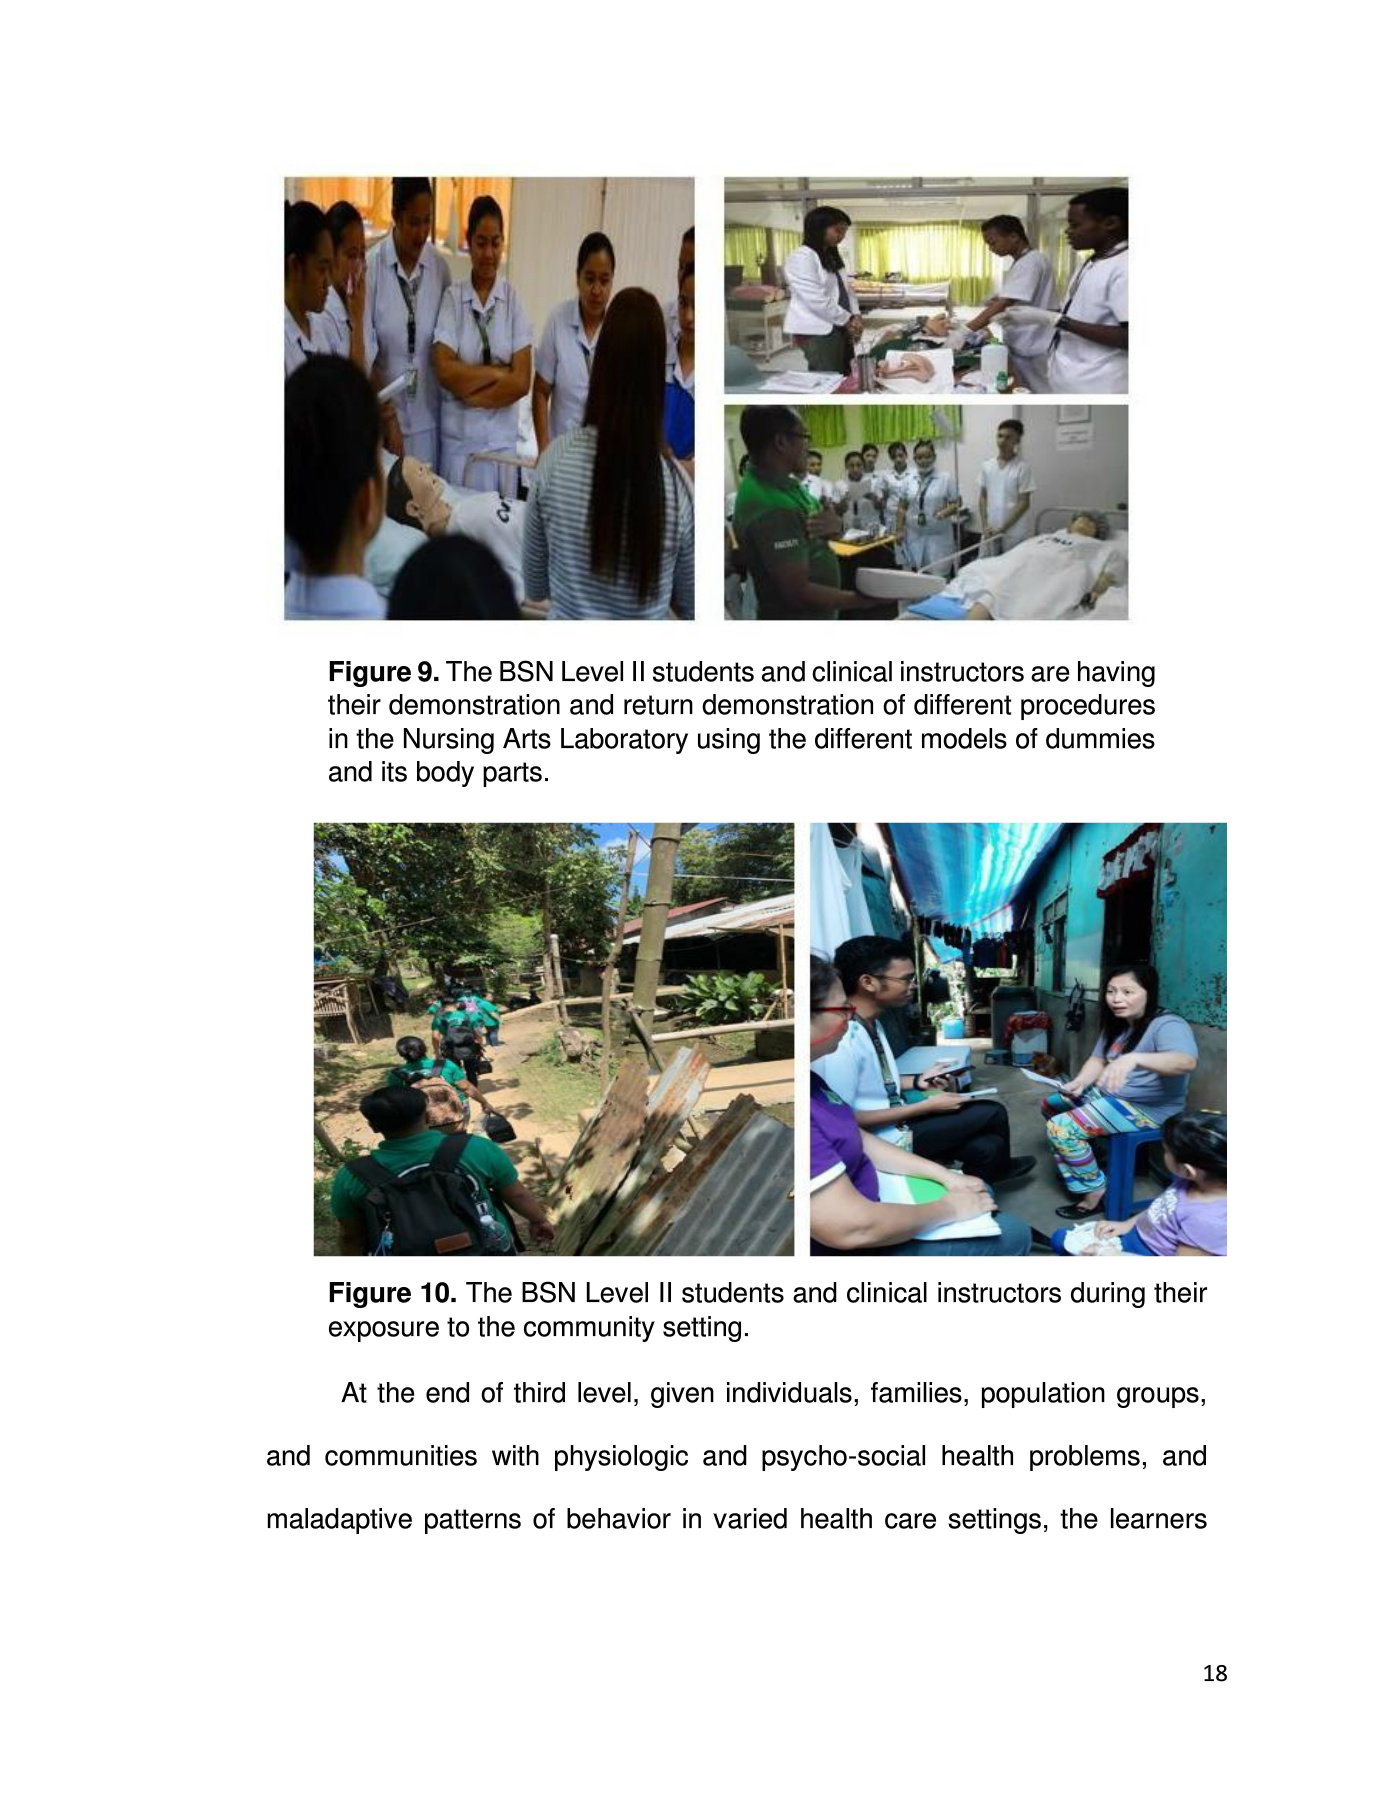 FACULTY
Figure 9. The BSN Level II students and clinical instructors are having
their demonstration and return demonstration of different procedures
in the Nursing Arts Laboratory using the different models of dummies
and its body parts.
Figure 10. The BSN Level II students and clinical instructors during their
exposure to the community setting.
At the end of third level, given individuals, families, population groups,
and communities with physiologic and psycho-social health problems, and
maladaptive patterns of behavior in varied health care settings, the learners
18